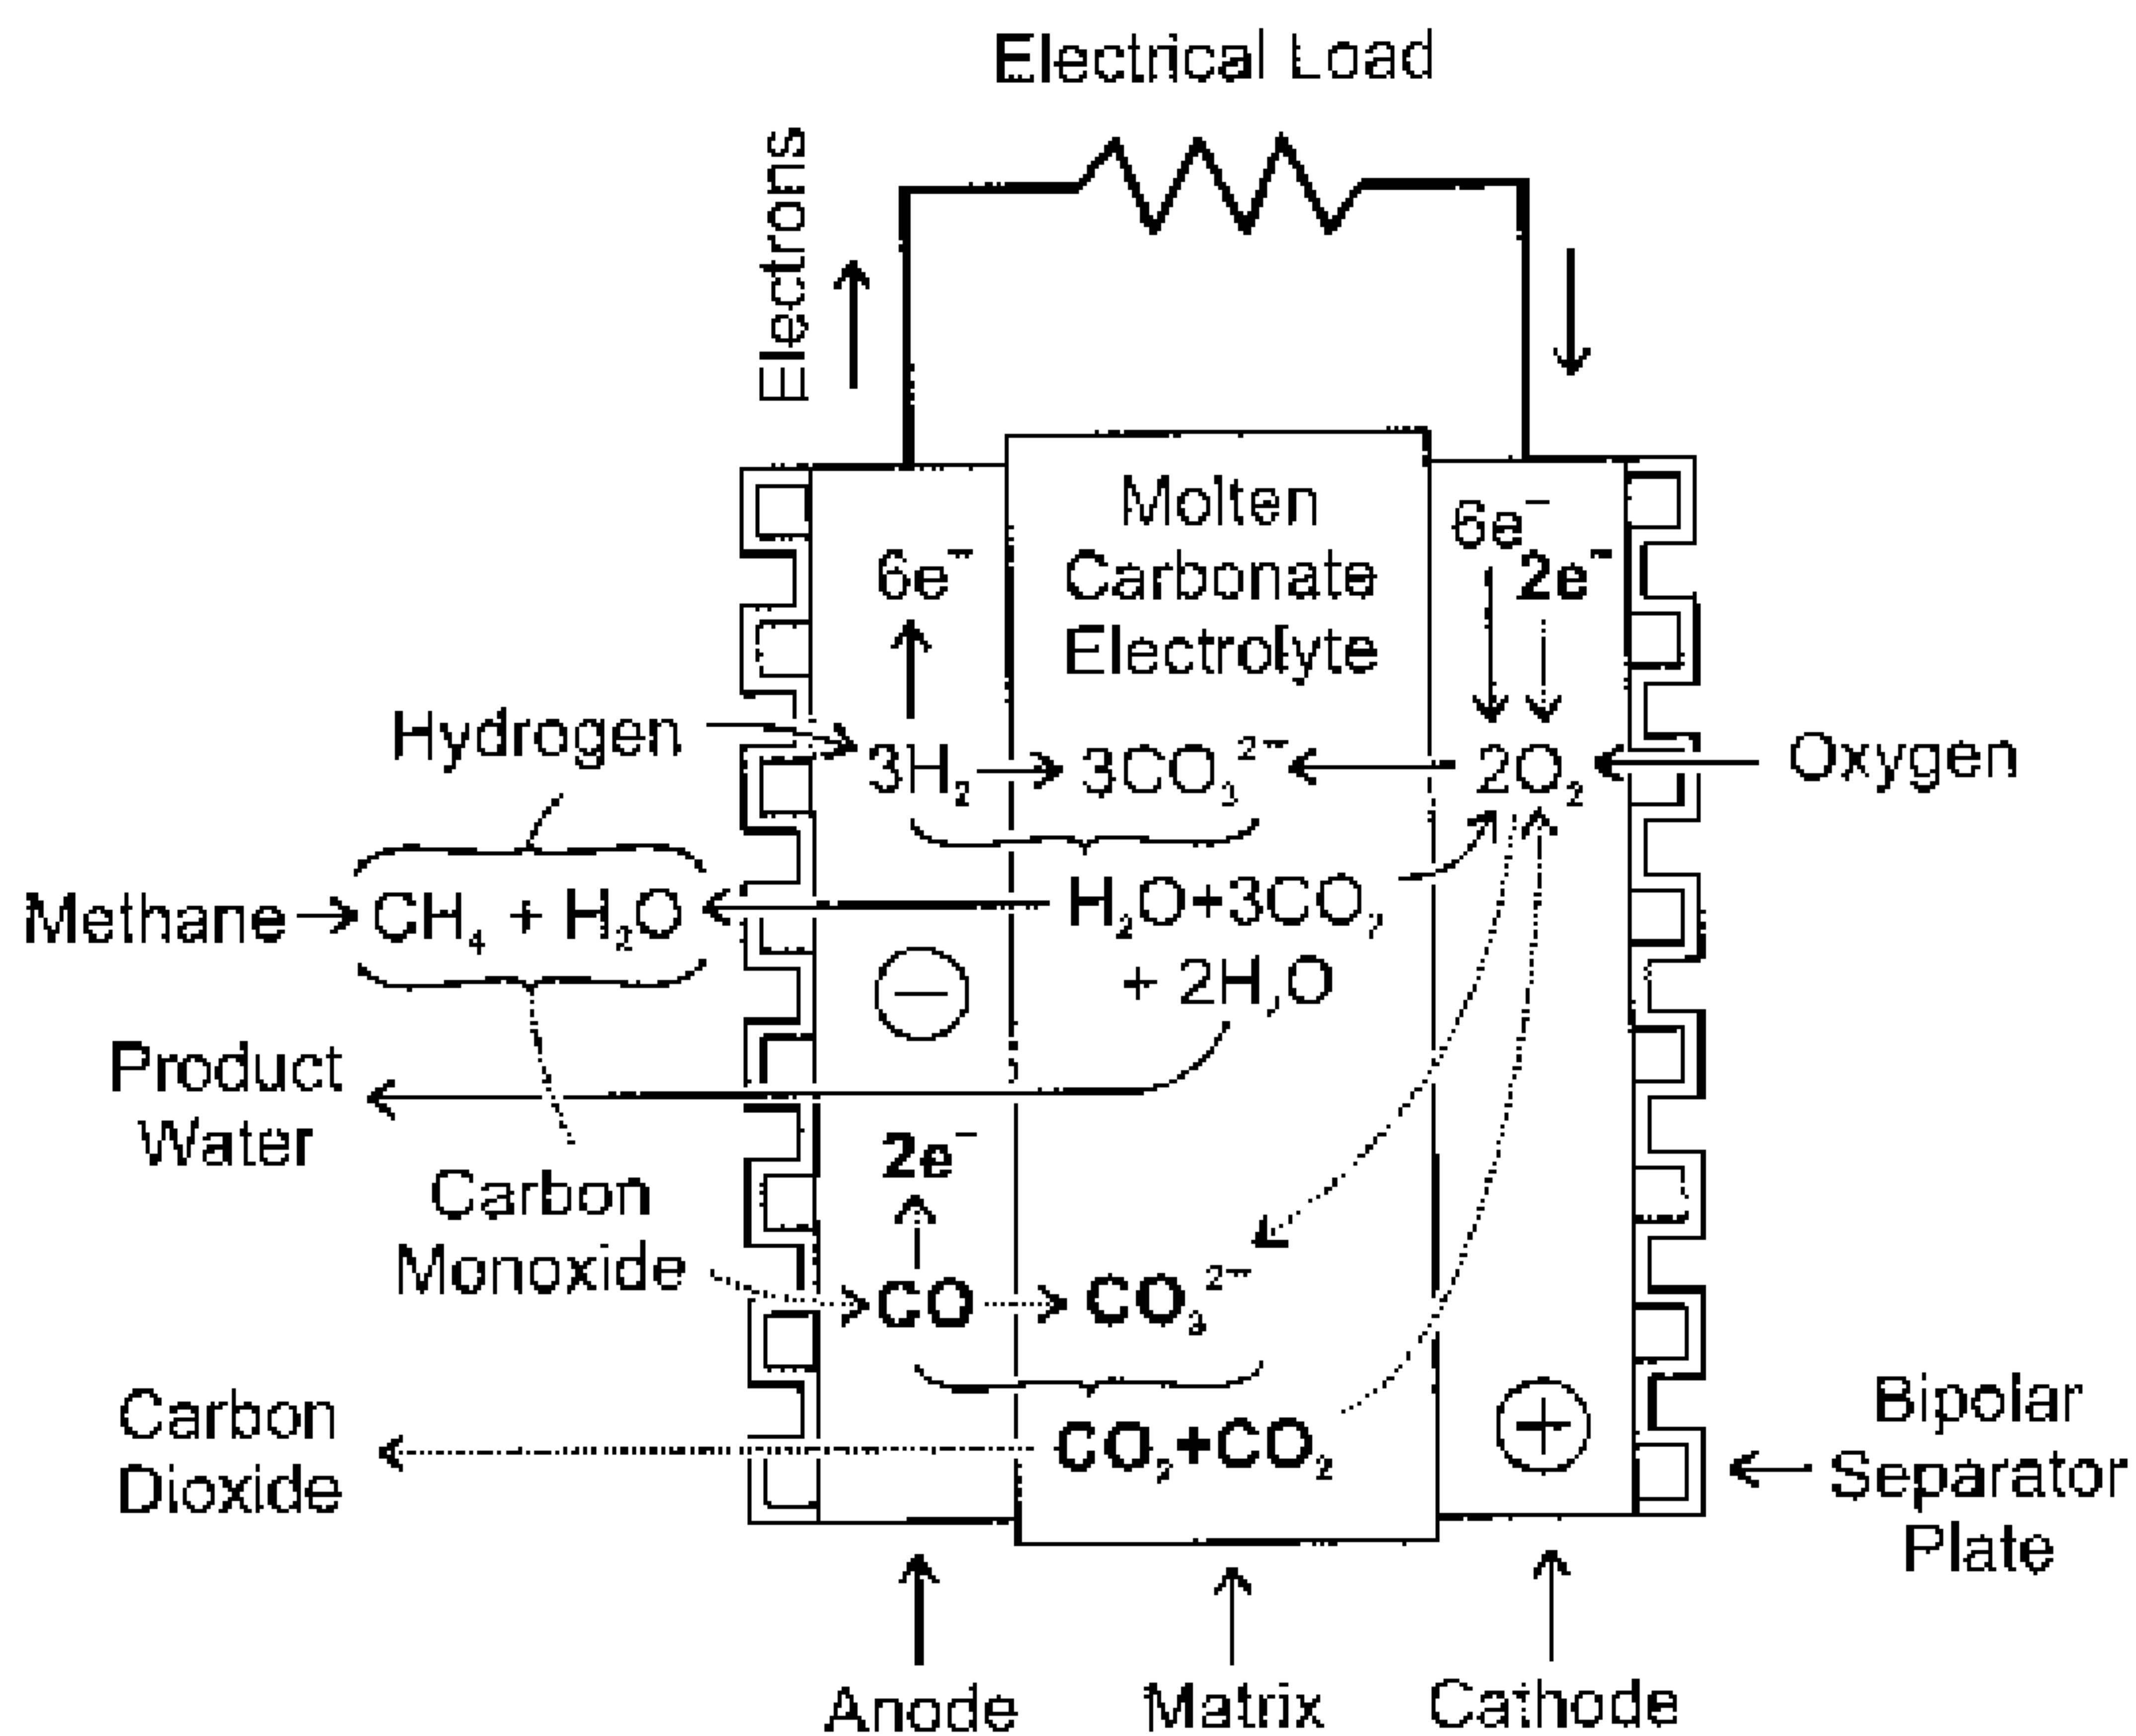 Electrical Load
Electrons
Molten
Carbonate
Electrolyte
6e⁻
6e⁻
2e⁻
Hydrogen
3H₂
3CO₃²⁻
2O₂
Oxygen
Methane
CH₄ + H₂O
H₂O+3CO₂
+ 2H₂O
−
Product
Water
2e⁻
Carbon
Monoxide
CO
CO₃²⁻
Carbon
Dioxide
CO₂+CO₂
+
Bipolar
Separator
Plate
Anode
Matrix
Cathode